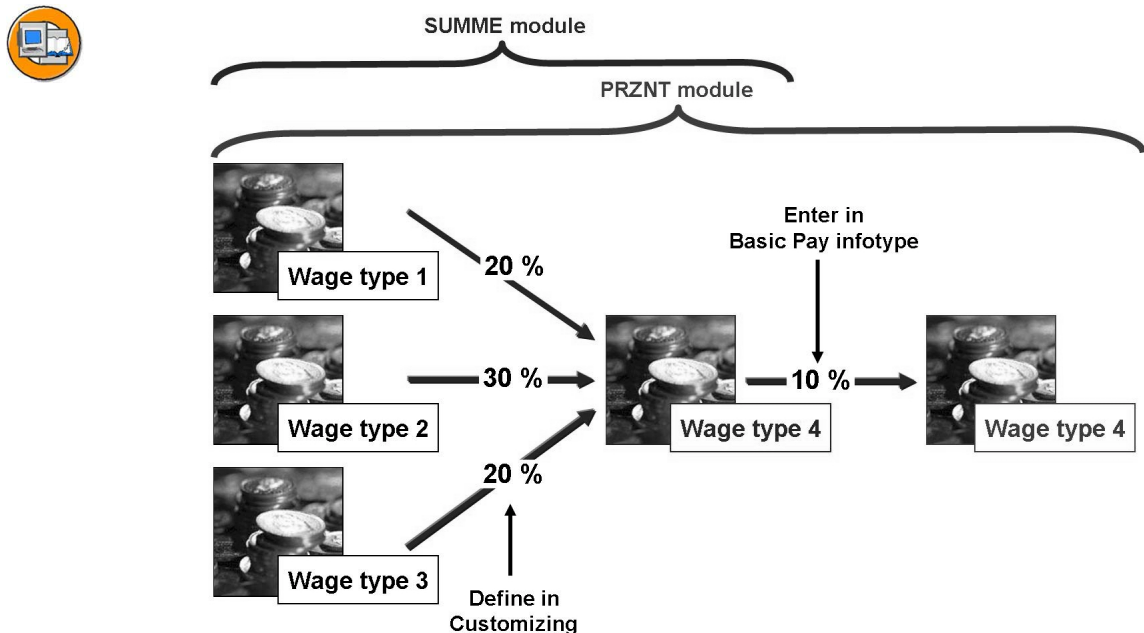 SUMME module
PRZNT module
Enter in
Basic Pay infotype
20 %
Wage type 1
30 %
10 %
Wage type 2
Wage type 4
Wage type 4
20 %
Wage type 3
Define in
Customizing